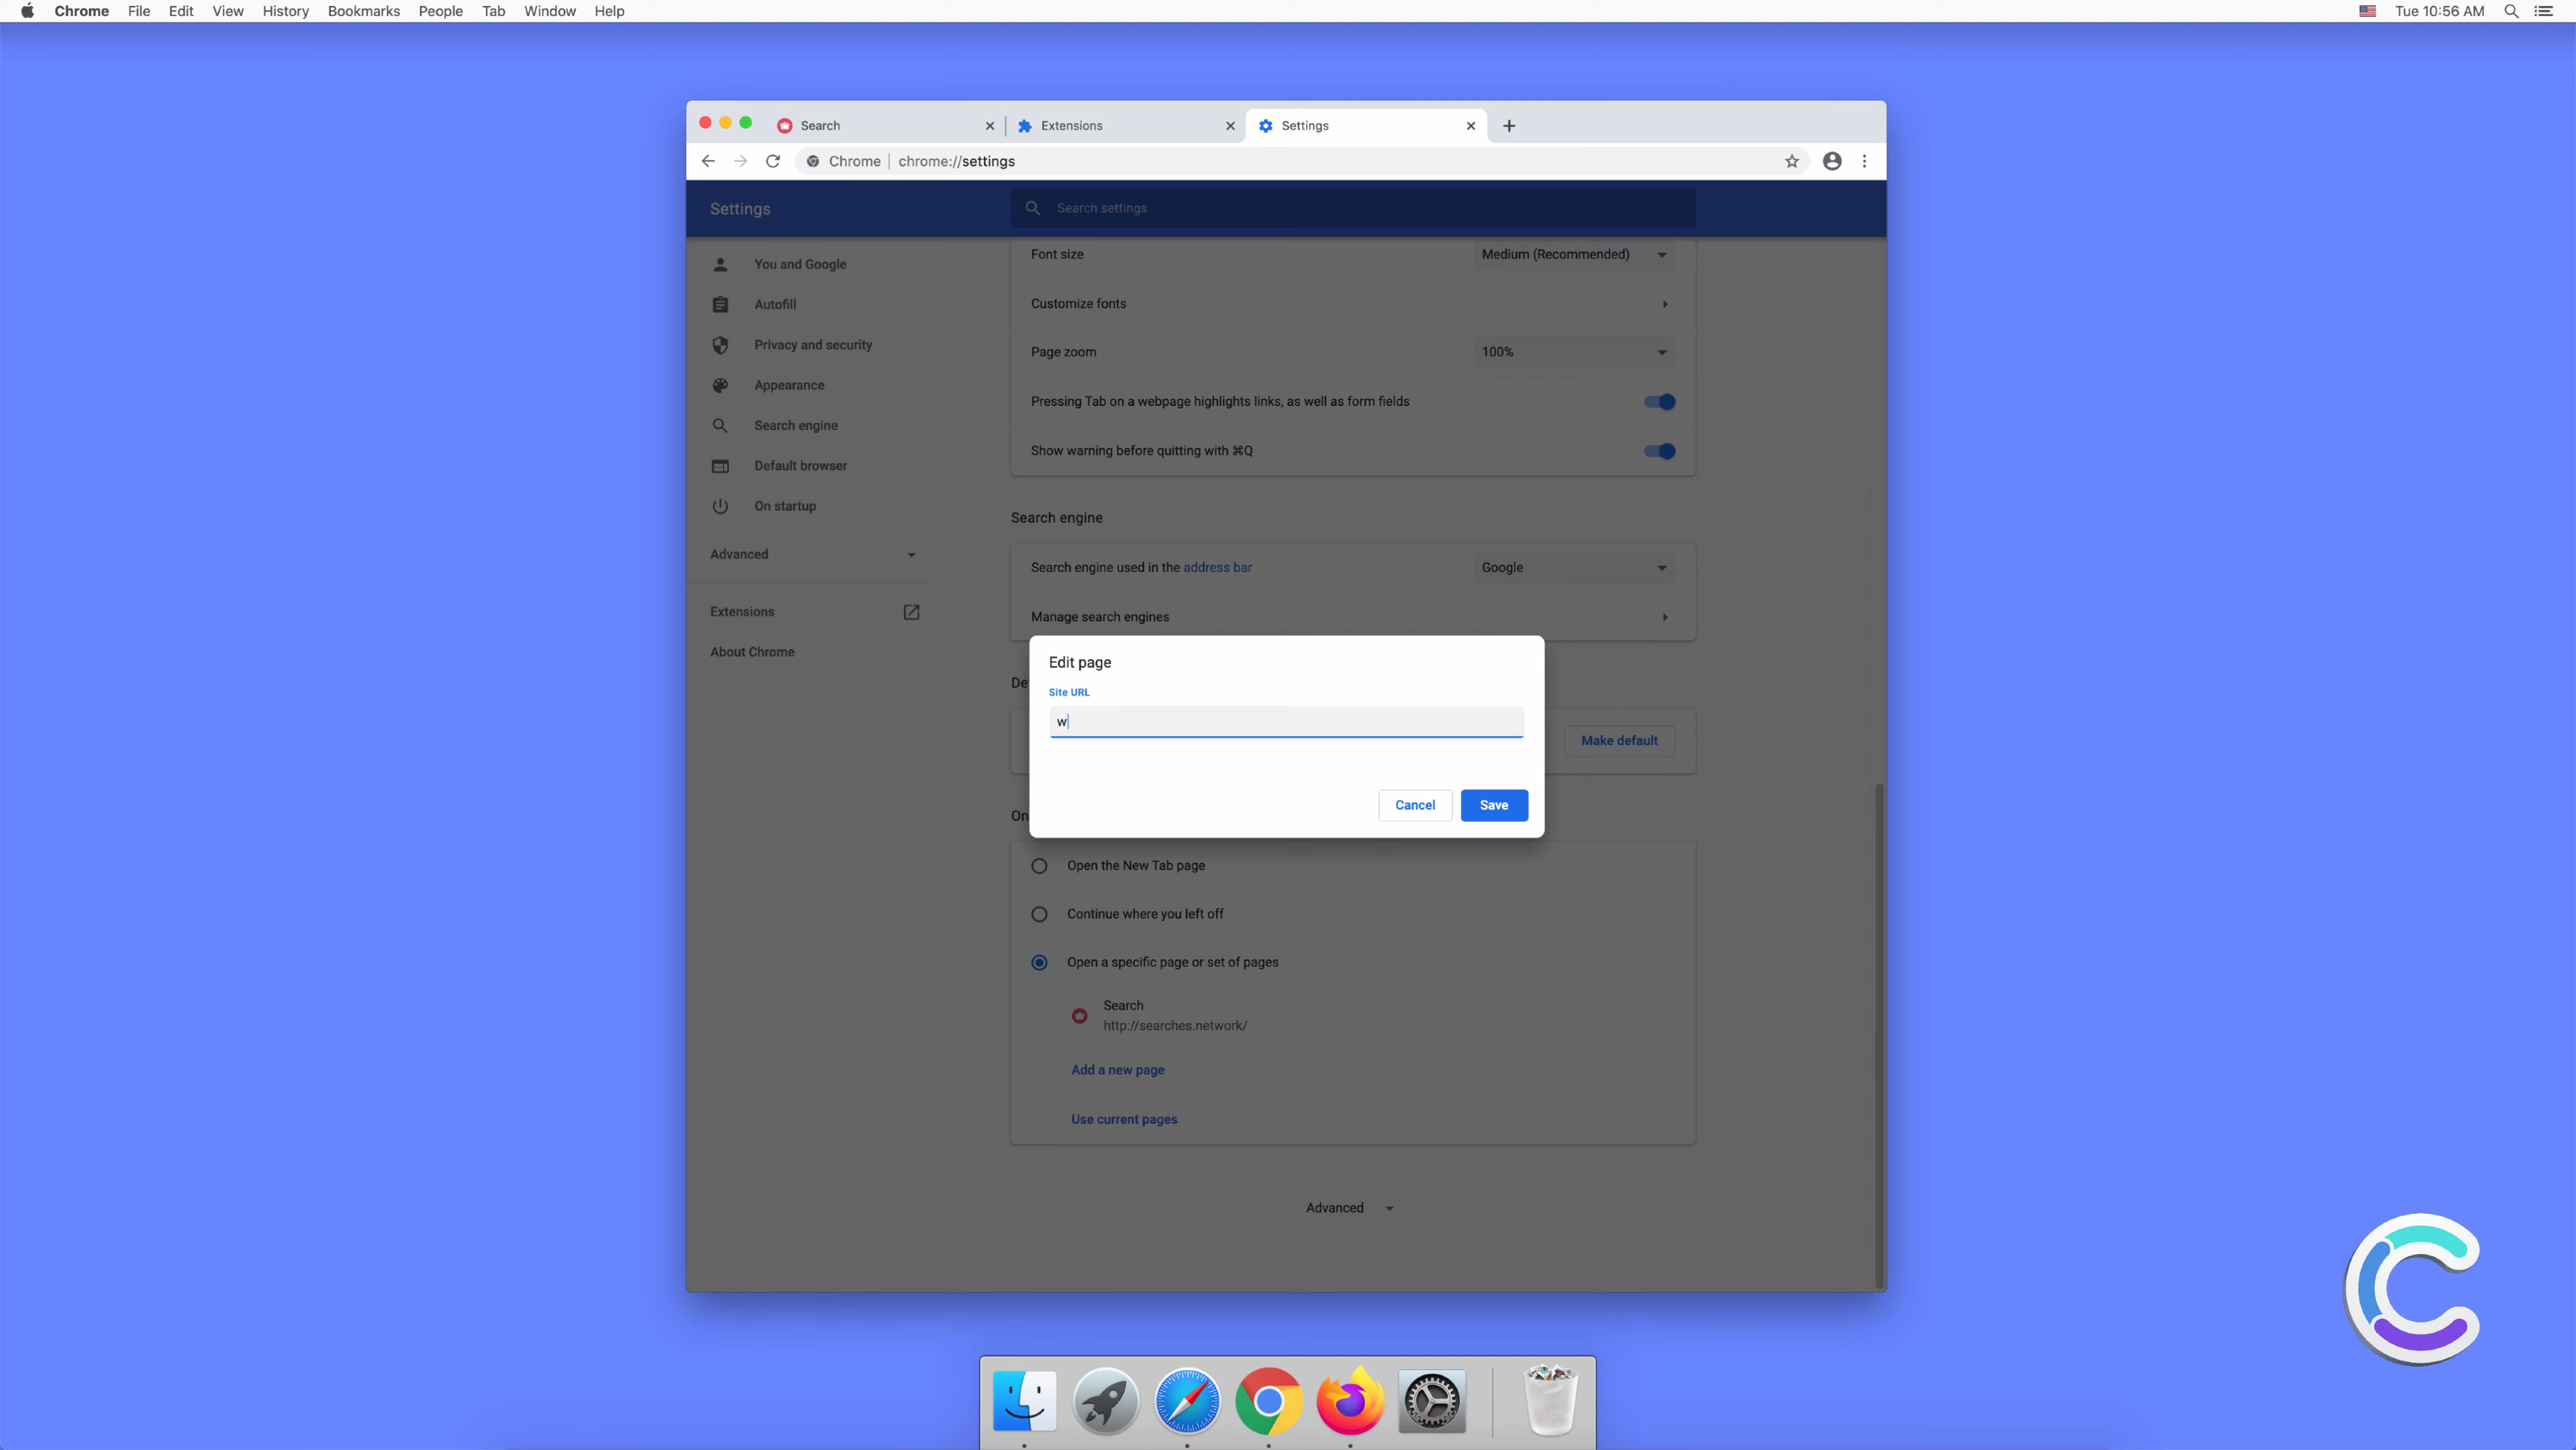 Chrome File Edit View History Bookmarks People Tab Window Help Tue 10:56 AM
Search Extensions Settings
Chrome chrome://settings
Settings Search settings
You and Google
Autofill
Privacy and security
Appearance
Search engine
Default browser
On startup
Advanced
Extensions
About Chrome
Font size Medium (Recommended)
Customize fonts
Page zoom 100%
Pressing Tab on a webpage highlights links, as well as form fields
Show warning before quitting with ⌘Q
Search engine
Search engine used in the address bar Google
Manage search engines
De
Make default
Edit page
Site URL
w
Cancel Save
On
Open the New Tab page
Continue where you left off
Open a specific page or set of pages
Search
http://searches.network/
Add a new page
Use current pages
Advanced